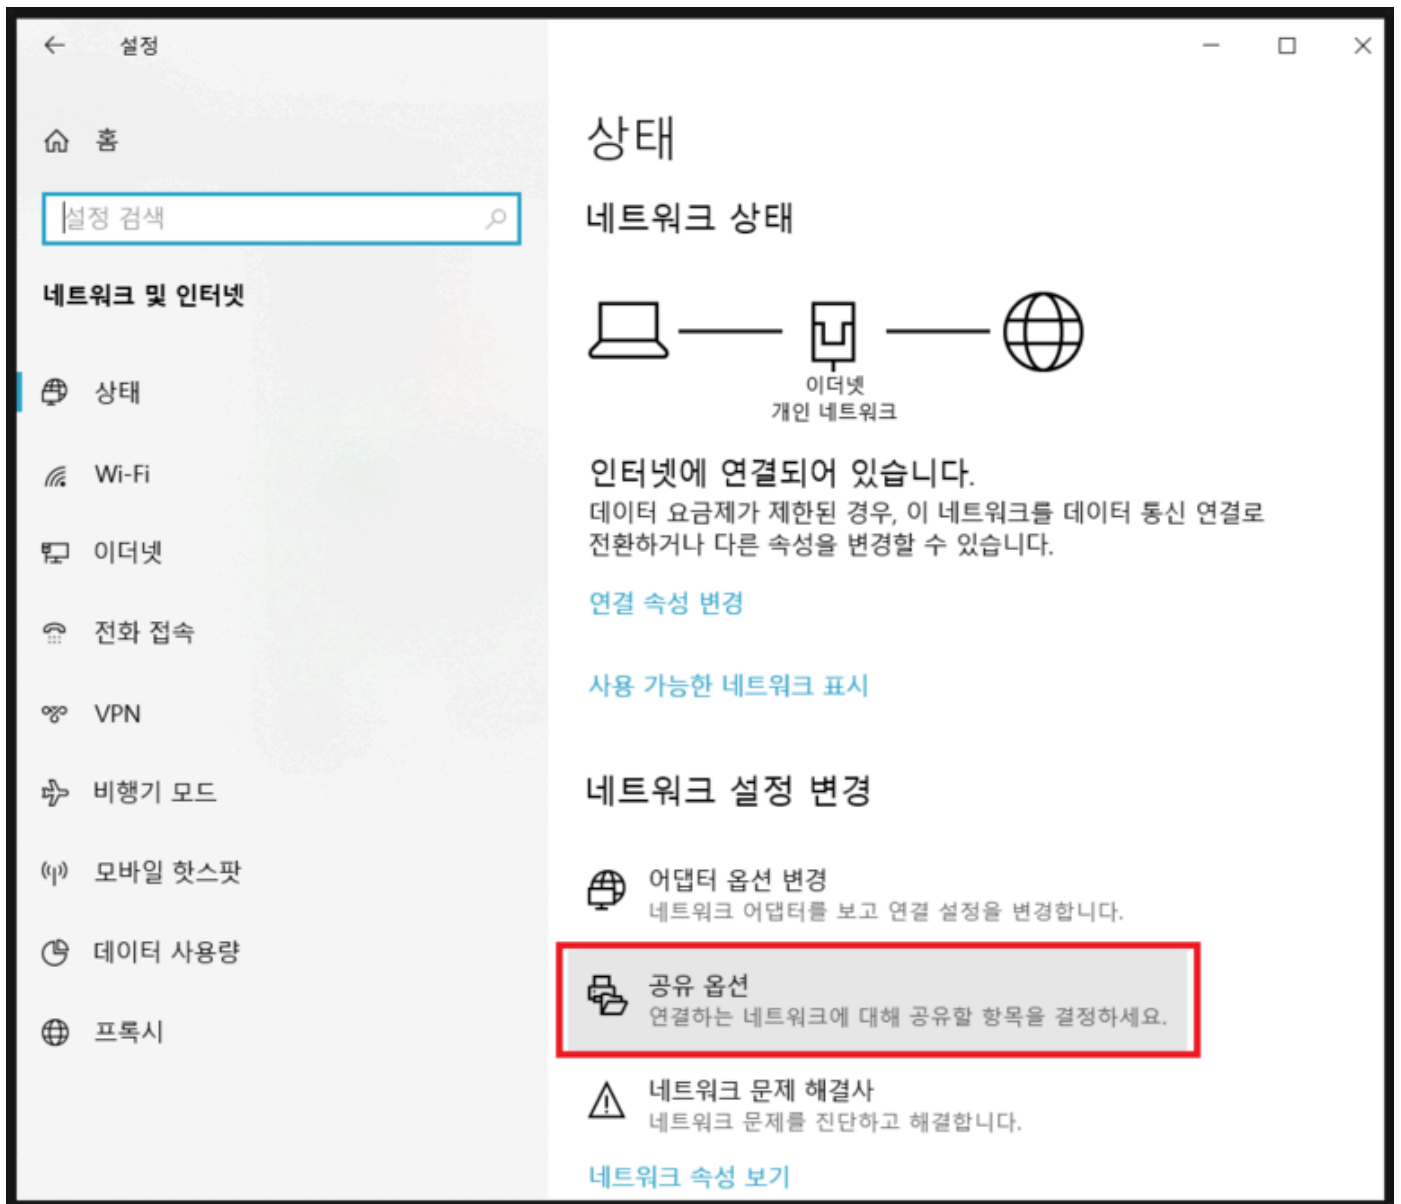 설정
홈
설정 검색
네트워크 및 인터넷
상태
Wi-Fi
이더넷
전화 접속
VPN
비행기 모드
모바일 핫스팟
데이터 사용량
프록시
상태
네트워크 상태
이더넷
개인 네트워크
인터넷에 연결되어 있습니다.
데이터 요금제가 제한된 경우, 이 네트워크를 데이터 통신 연결로
전환하거나 다른 속성을 변경할 수 있습니다.
연결 속성 변경
사용 가능한 네트워크 표시
네트워크 설정 변경
어댑터 옵션 변경
네트워크 어댑터를 보고 연결 설정을 변경합니다.
공유 옵션
연결하는 네트워크에 대해 공유할 항목을 결정하세요.
네트워크 문제 해결사
네트워크 문제를 진단하고 해결합니다.
네트워크 속성 보기